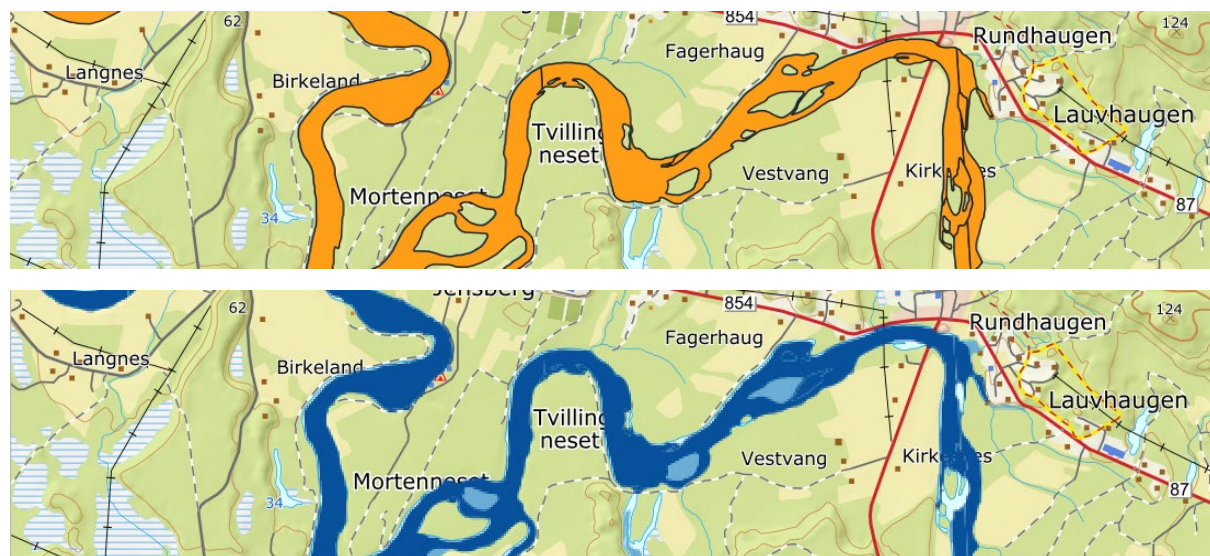 62
854
124
Rundhaugen
Fagerhaug
Langnes
Birkeland
Lauvhaugen
Tvilling
neset
Vestvang
Mortenneset
87
34
Jensberg
854
62
124
Rundhaugen
Fagerhaug
Langnes
Birkeland
Lauvhaugen
Tvilling
neset
Vestvang
Mortenneset
87
34